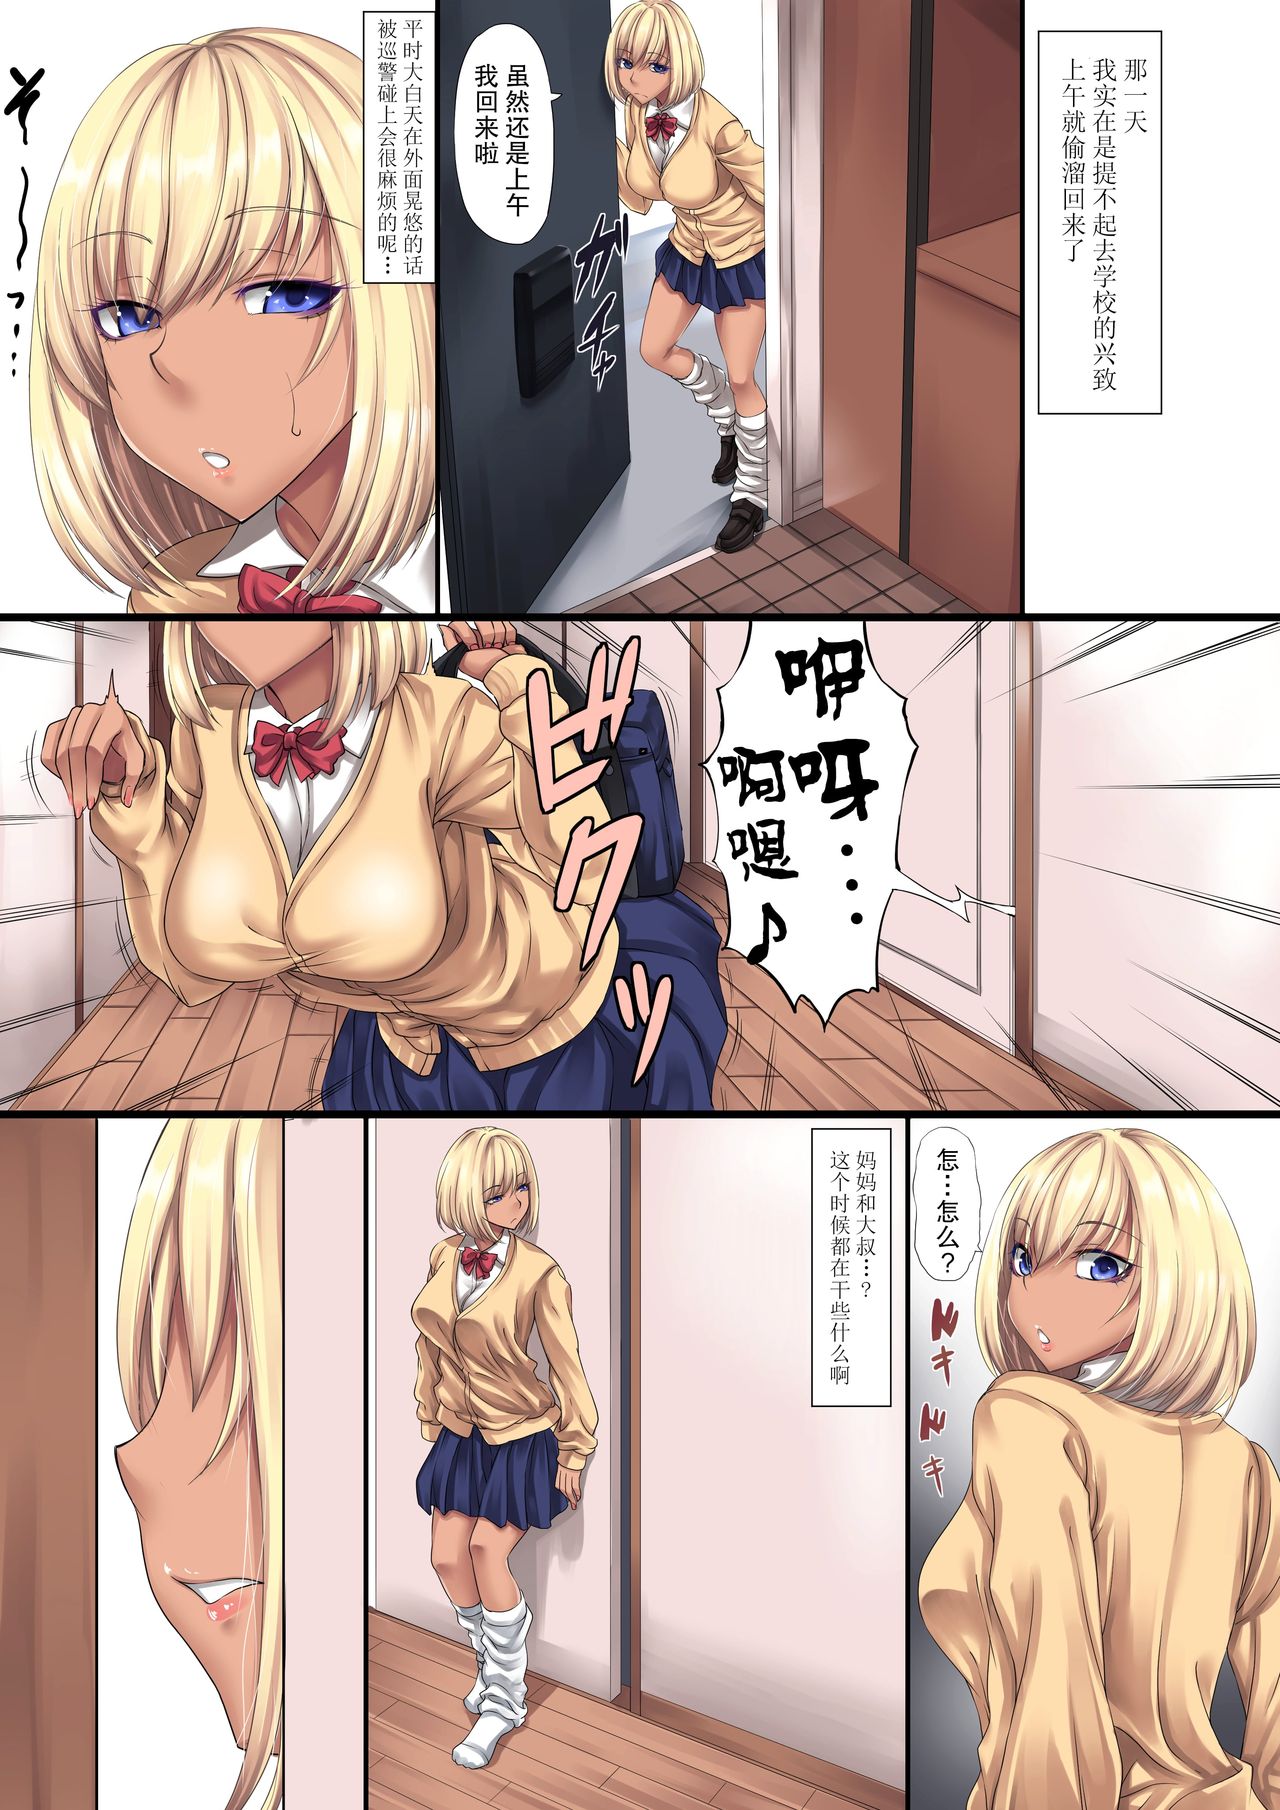 那一天
我实在是提不起去学校的兴致
上午就偷溜回来了
虽然还是上午
我回来啦
ガチャ
平时大白天在外面晃悠的话
被巡警碰上会很麻烦的呢…
そ～～っ…
咿呀…
啊嗯♪
ビクッ
怎…怎么？
ドキ
ドキ
妈妈和大叔…？
这个时候都在干些什么啊